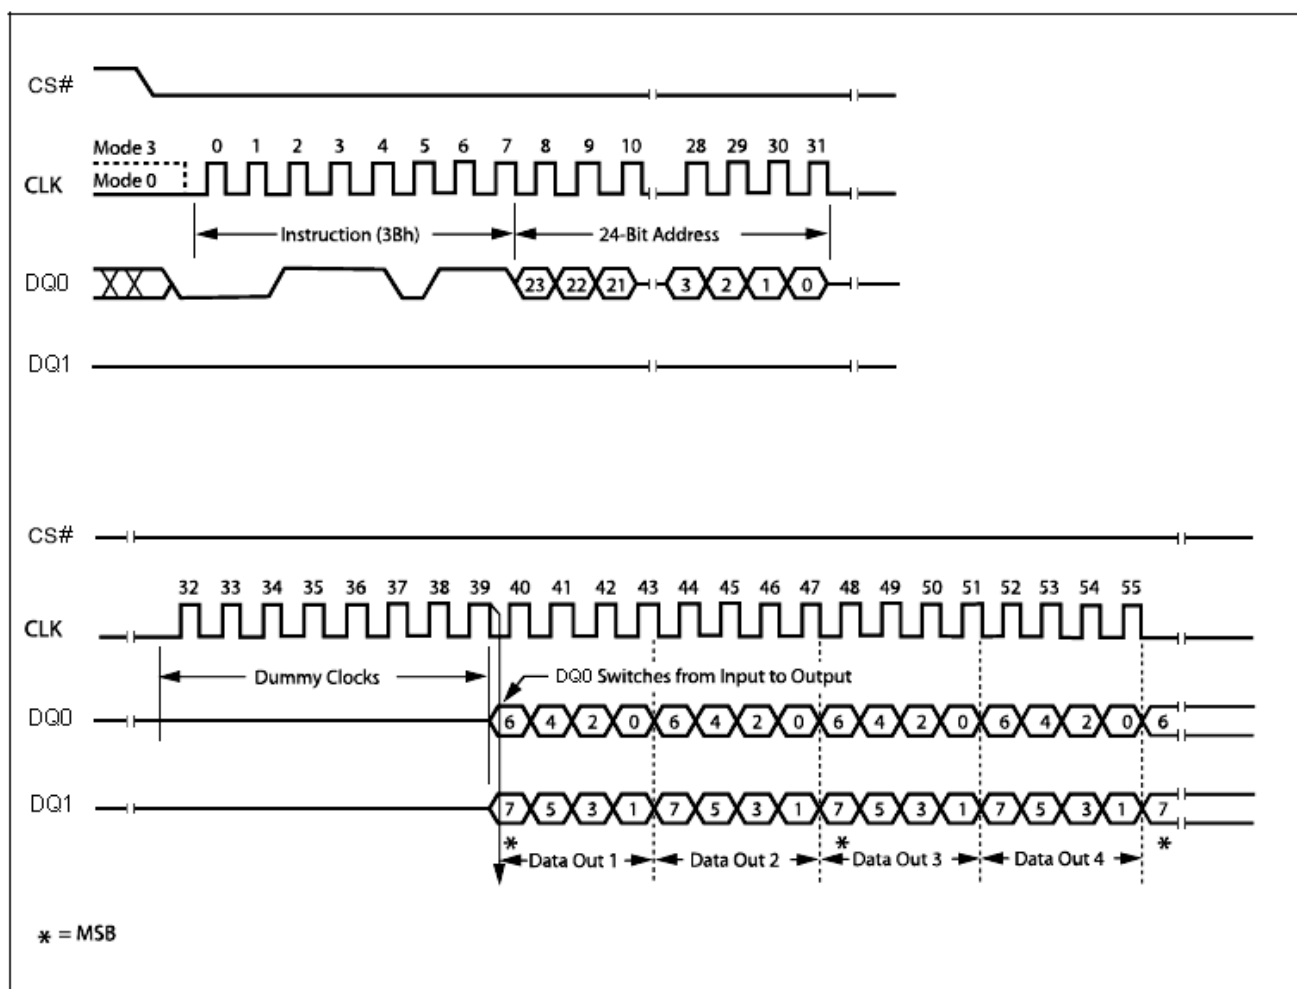 CS#
Mode 3 0 1 2 3 4 5 6 7 8 9 10 28 29 30 31
CLK Mode 0
Instruction (3Bh) 24-Bit Address
DQ0 23 22 21 3 2 1 0
DQ1
CS#
32 33 34 35 36 37 38 39 40 41 42 43 44 45 46 47 48 49 50 51 52 53 54 55
CLK
Dummy Clocks DQ0 Switches from Input to Output
DQ0 6 4 2 0 6 4 2 0 6 4 2 0 6 4 2 0 6
DQ1 7 5 3 1 7 5 3 1 7 5 3 1 7 5 3 1 7
* * *
Data Out 1 Data Out 2 Data Out 3 Data Out 4
* = MSB